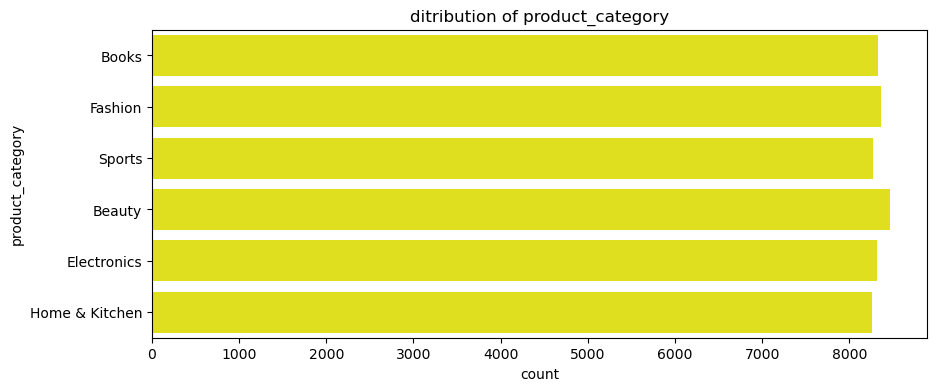 ditribution of product_category
product_category
Books
Fashion
Sports
Beauty
Electronics
Home & Kitchen
0 1000 2000 3000 4000 5000 6000 7000 8000
count